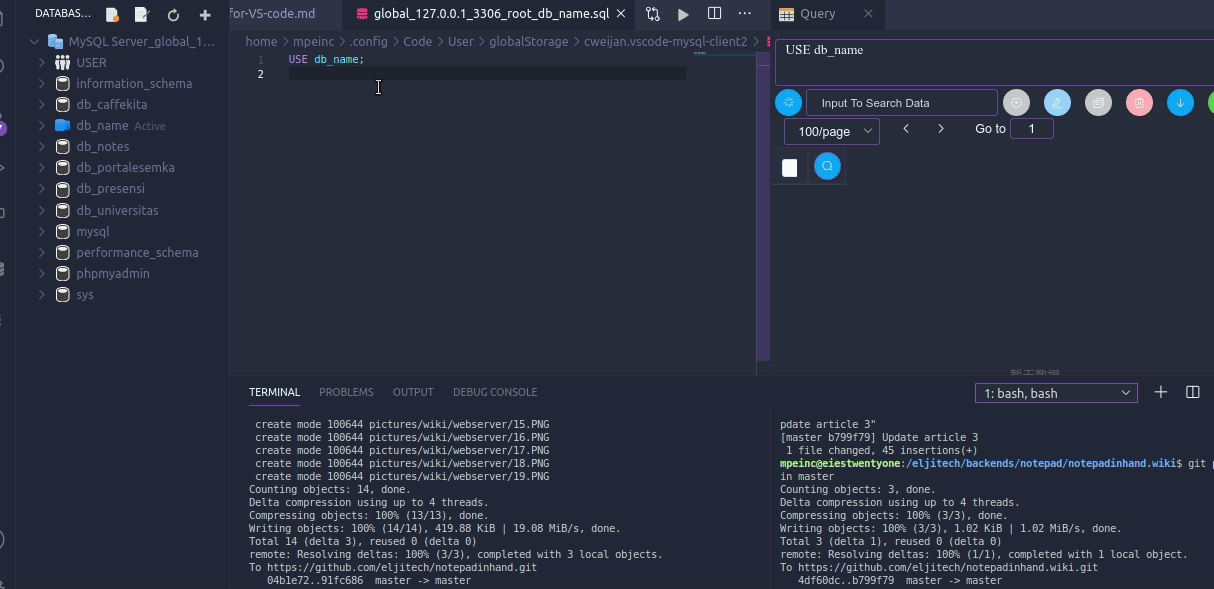 DATABAS...
MySQL Server_global_1...
USER
information_schema
db_caffekita
db_name Active
db_notes
db_portalesemka
db_presensi
db_universitas
mysql
performance_schema
phpmyadmin
sys
for-VS-code.md
global_127.0.0.1_3306_root_db_name.sql
home > mpeinc > .config > Code > User > globalStorage > cweijan.vscode-mysql-client2 >
1 USE db_name;
2
Query
USE db_name
Input To Search Data
100/page
Go to 1
暂无数据
TERMINAL PROBLEMS OUTPUT DEBUG CONSOLE
1: bash, bash
create mode 100644 pictures/wiki/webserver/15.PNG
create mode 100644 pictures/wiki/webserver/16.PNG
create mode 100644 pictures/wiki/webserver/17.PNG
create mode 100644 pictures/wiki/webserver/18.PNG
create mode 100644 pictures/wiki/webserver/19.PNG
Counting objects: 14, done.
Delta compression using up to 4 threads.
Compressing objects: 100% (13/13), done.
Writing objects: 100% (14/14), 419.88 KiB | 19.08 MiB/s, done.
Total 14 (delta 3), reused 0 (delta 0)
remote: Resolving deltas: 100% (3/3), completed with 3 local objects.
To https://github.com/eljitech/notepadinhand.git
04b1e72..91fc686 master -> master
pdate article 3"
[master b799f79] Update article 3
1 file changed, 45 insertions(+)
mpeinc@eiestwentyone:/eljitech/backends/notepad/notepadinhand.wiki$ git p
in master
Counting objects: 3, done.
Delta compression using up to 4 threads.
Compressing objects: 100% (3/3), done.
Writing objects: 100% (3/3), 1.02 KiB | 1.02 MiB/s, done.
Total 3 (delta 1), reused 0 (delta 0)
remote: Resolving deltas: 100% (1/1), completed with 1 local object.
To https://github.com/eljitech/notepadinhand.wiki.git
4df60dc..b799f79 master -> master